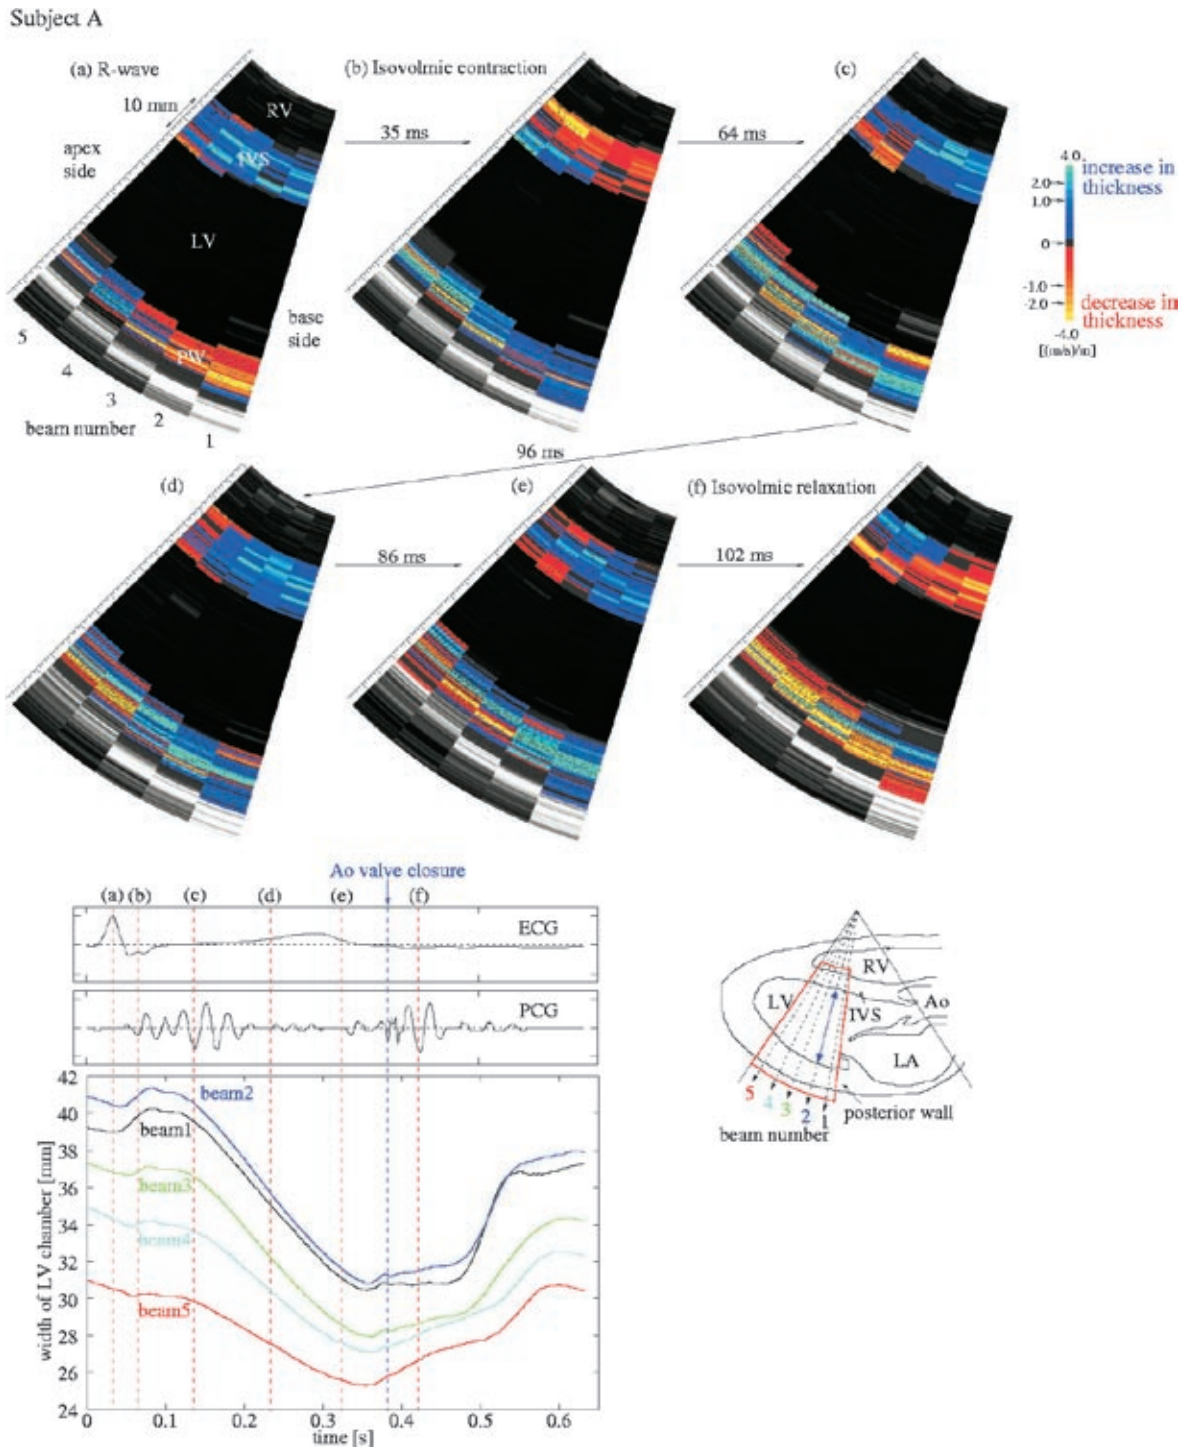 Subject A
(a) R-wave
(b) Isovolmic contraction
(c)
10 mm
RV
35 ms
64 ms
apex
side
IVS
4.0
increase in
thickness
2.0
1.0
0
-1.0
-2.0
decrease in
thickness
-4.0
[(m/s)/m]
LV
base
side
PW
5
4
3
2
1
beam number
96 ms
(d)
(e)
(f) Isovolmic relaxation
86 ms
102 ms
Ao valve closure
(a) (b) (c) (d) (e) (f)
ECG
PCG
RV
LV
IVS
Ao
LA
5 4 3 2 1
posterior wall
beam number
width of LV chamber [mm]
42
40
38
36
34
32
30
28
26
24
beam2
beam1
beam3
beam4
beam5
0 0.1 0.2 0.3 0.4 0.5 0.6
time [s]